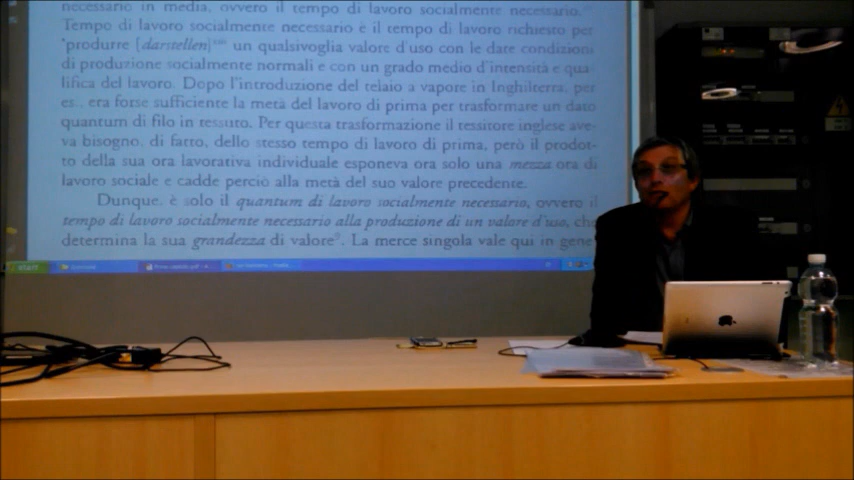 necessario in media, ovvero il tempo di lavoro socialmente necessario.
Tempo di lavoro socialmente necessario è il tempo di lavoro richiesto per
produrre [darstellen] un qualsivoglia valore d'uso con le date condizioni
di produzione socialmente normali e con un grado medio d'intensità e qua-
lifica del lavoro. Dopo l'introduzione del telaio a vapore in Inghilterra, per
es., era forse sufficiente la metà del lavoro di prima per trasformare un dato
quantum di filo in tessuto. Per questa trasformazione il tessitore inglese ave-
va bisogno, di fatto, dello stesso tempo di lavoro di prima, però il prodot-
to della sua ora lavorativa individuale esponeva ora solo una mezza ora di
lavoro sociale e cadde perciò alla metà del suo valore precedente.
Dunque, è solo il quantum di lavoro socialmente necessario, ovvero il
tempo di lavoro socialmente necessario alla produzione di un valore d'uso, che
determina la sua grandezza di valore. La merce singola vale qui in gene
start